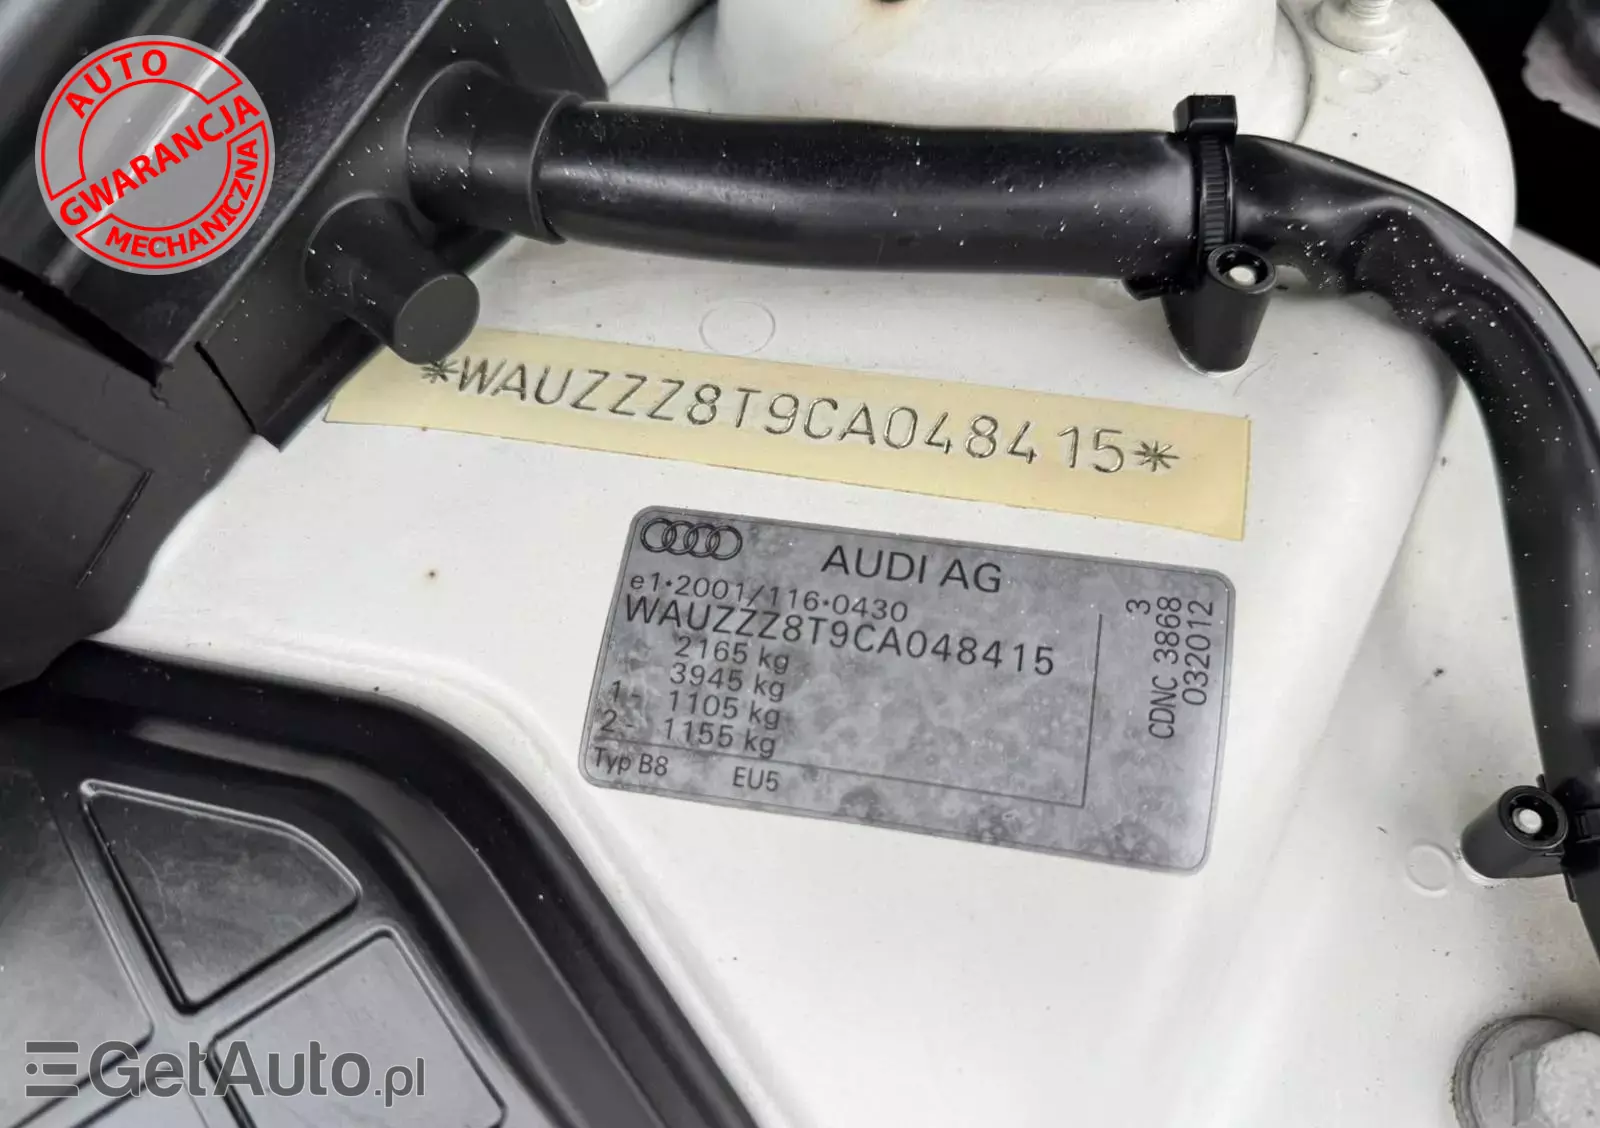 AUTO
GWARANCJA
MECHANICZNA
*WAUZZZ8T9CA048415*
AUDI AG
e1*2001/116*0430
WAUZZZ8T9CA048415
2165 kg
3945 kg
1- 1105 kg
2- 1155 kg
Typ B8 EU5
3
CDNC 3868
032012
GetAuto.pl